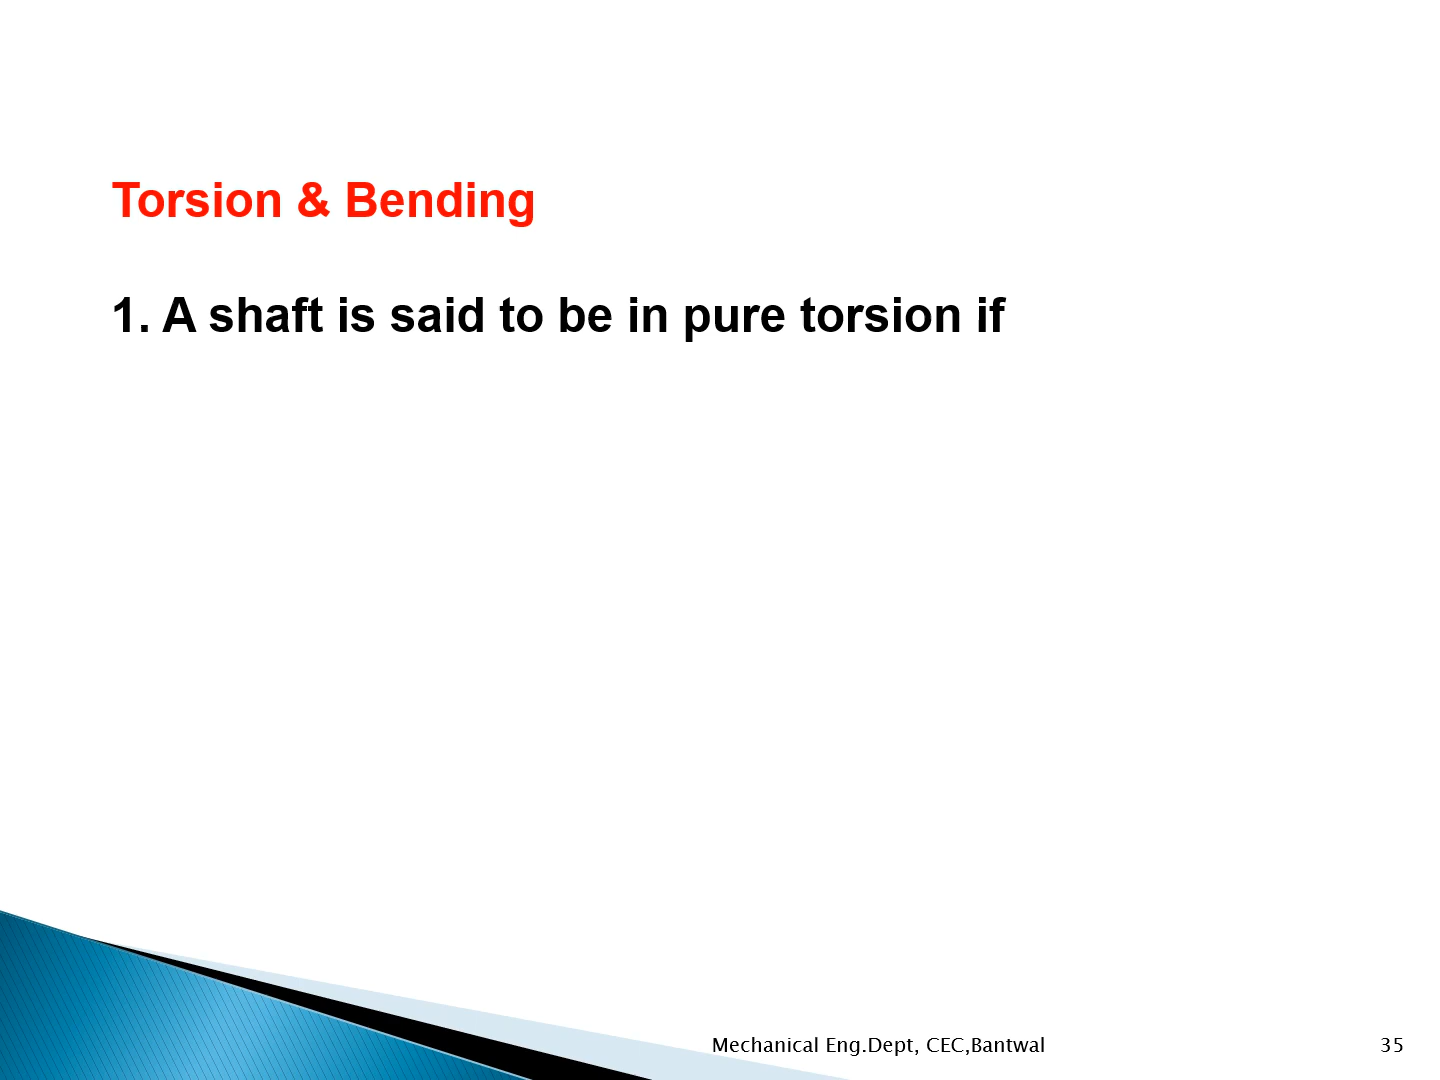 Torsion & Bending
1. A shaft is said to be in pure torsion if
Mechanical Eng.Dept, CEC,Bantwal
35